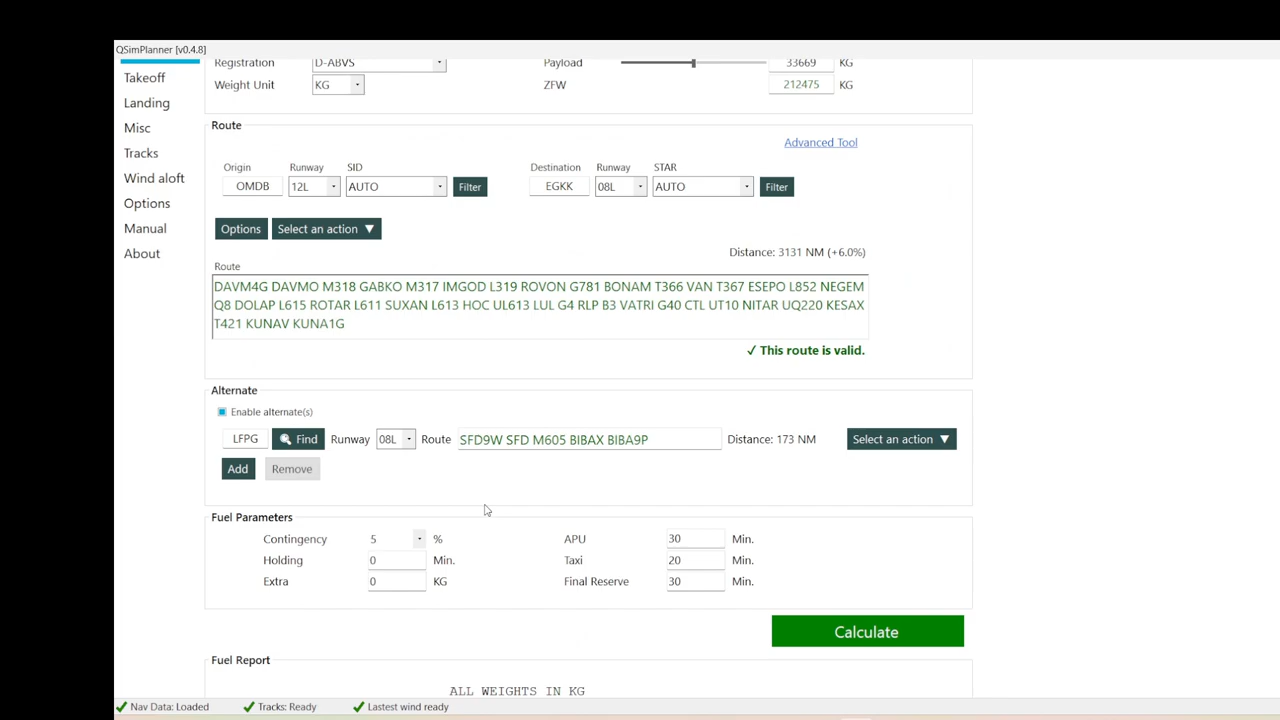 QSimPlanner [v0.4.8]
Registration D-ABVS Payload 33669 KG
Takeoff
Weight Unit KG ZFW 212475 KG
Landing
Misc
Route
Advanced Tool
Tracks
Origin Runway SID Destination Runway STAR
Wind aloft
OMDB 12L AUTO Filter EGKK 08L AUTO Filter
Options
Manual
Options Select an action ▼
About
Distance: 3131 NM (+6.0%)
Route
DAVM4G DAVMO M318 GABKO M317 IMGOD L319 ROVON G781 BONAM T366 VAN T367 ESEPO L852 NEGEM
Q8 DOLAP L615 ROTAR L611 SUXAN L613 HOC UL613 LUL G4 RLP B3 VATRI G40 CTL UT10 NITAR UQ220 KESAX
T421 KUNAV KUNA1G
✓ This route is valid.
Alternate
Enable alternate(s)
LFPG Find Runway 08L Route SFD9W SFD M605 BIBAX BIBA9P Distance: 173 NM Select an action ▼
Add Remove
Fuel Parameters
Contingency 5 % APU 30 Min.
Holding 0 Min. Taxi 20 Min.
Extra 0 KG Final Reserve 30 Min.
Calculate
Fuel Report
ALL WEIGHTS IN KG
Nav Data: Loaded Tracks: Ready Lastest wind ready